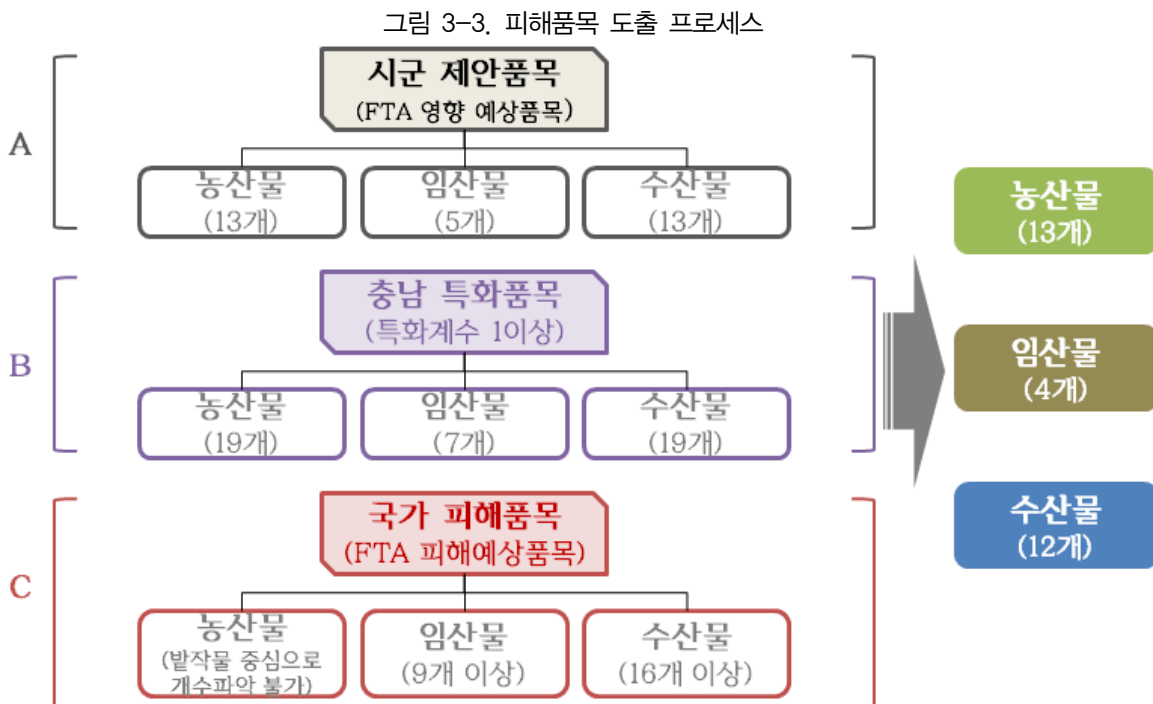 그림 3-3. 피해품목 도출 프로세스
A
시군 제안품목
(FTA 영향 예상품목)
농산물
(13개)
임산물
(5개)
수산물
(13개)
B
충남 특화품목
(특화계수 1이상)
농산물
(19개)
임산물
(7개)
수산물
(19개)
C
국가 피해품목
(FTA 피해예상품목)
농산물
(밭작물 중심으로
개수파악 불가)
임산물
(9개 이상)
수산물
(16개 이상)
농산물
(13개)
임산물
(4개)
수산물
(12개)